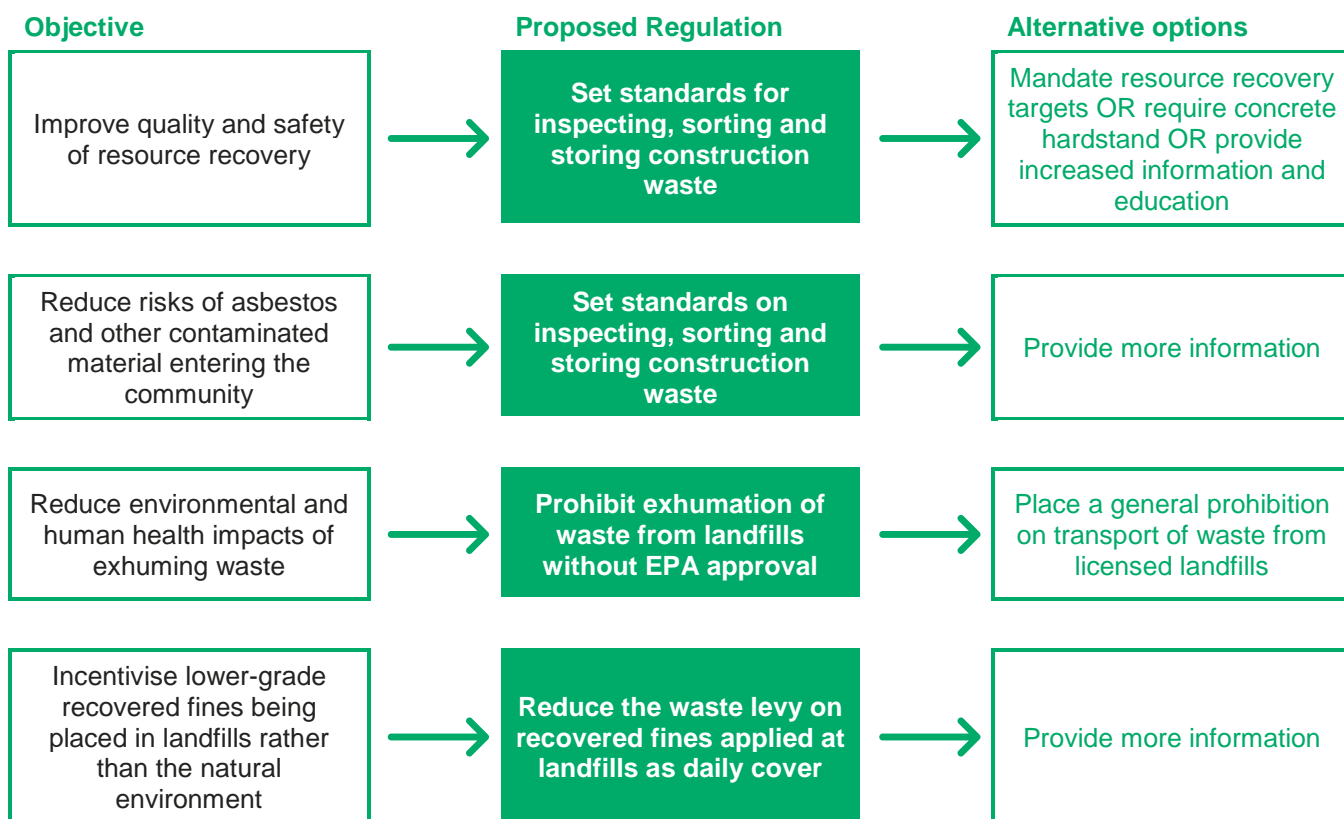 Objective
Proposed Regulation
Alternative options
Improve quality and safety
of resource recovery
Set standards for
inspecting, sorting and
storing construction
waste
Mandate resource recovery
targets OR require concrete
hardstand OR provide
increased information and
education
Reduce risks of asbestos
and other contaminated
material entering the
community
Set standards on
inspecting, sorting and
storing construction
waste
Provide more information
Reduce environmental and
human health impacts of
exhuming waste
Prohibit exhumation of
waste from landfills
without EPA approval
Place a general prohibition
on transport of waste from
licensed landfills
Incentivise lower-grade
recovered fines being
placed in landfills rather
than the natural
environment
Reduce the waste levy on
recovered fines applied at
landfills as daily cover
Provide more information